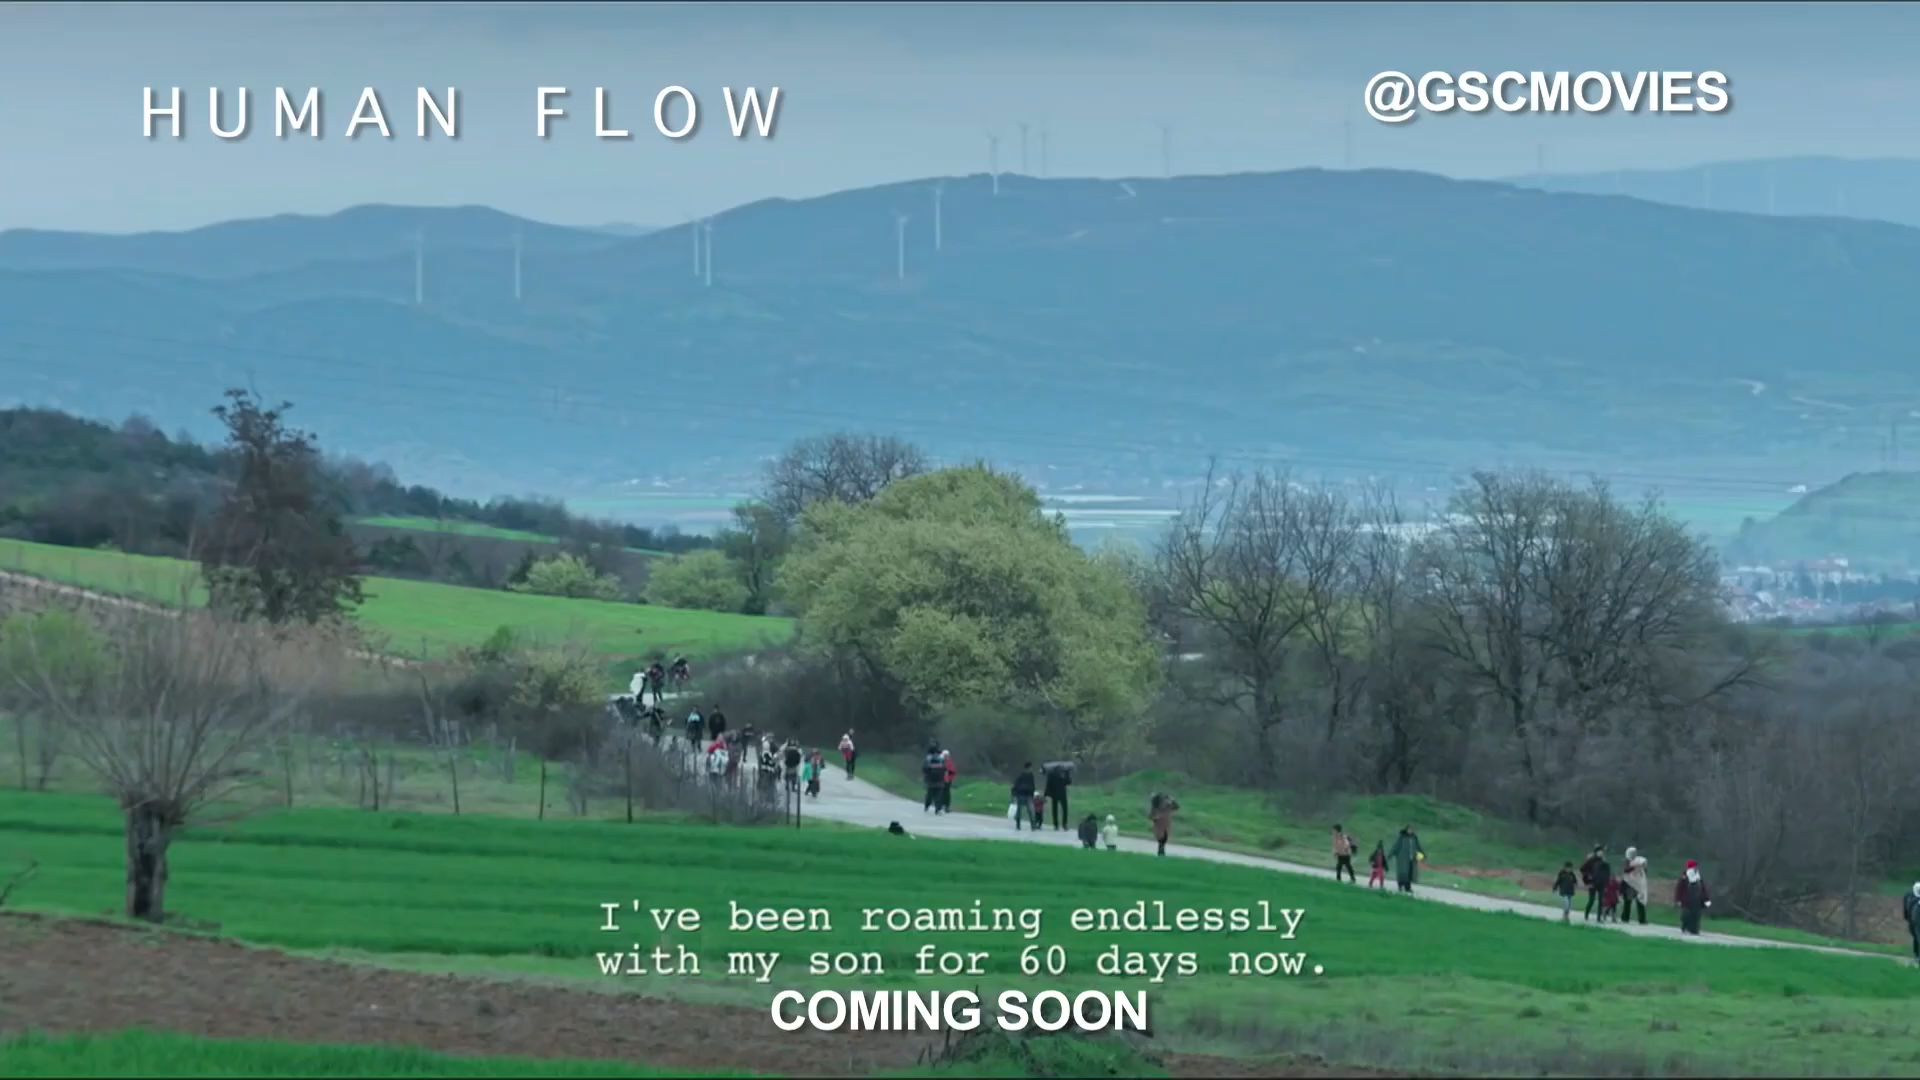 HUMAN FLOW
@GSCMOVIES
I've been roaming endlessly
with my son for 60 days now.
COMING SOON